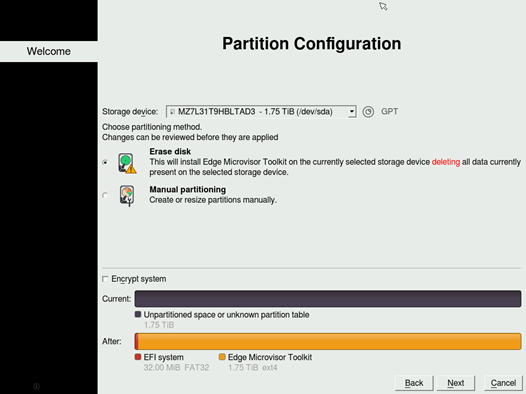 Partition Configuration
Welcome
Storage device: MZ7L31T9HBLTAD3 - 1.75 TiB (/dev/sda) GPT
Choose partitioning method.
Changes can be reviewed before they are applied
Erase disk
This will install Edge Microvisor Toolkit on the currently selected storage device deleting all data currently
present on the selected storage device.
Manual partitioning
Create or resize partitions manually.
Encrypt system
Current:
Unpartitioned space or unknown partition table
1.75 TiB
After:
EFI system Edge Microvisor Toolkit
32.00 MiB FAT32 1.75 TiB ext4
Back Next Cancel